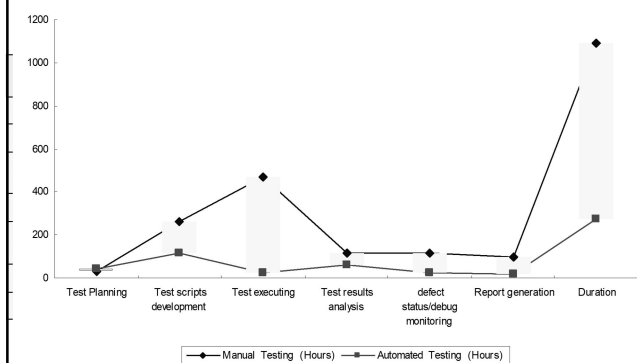 1200
1000
800
600
400
200
0
Test Planning
Test scripts
development
Test executing
Test results
analysis
defect
status/debug
monitoring
Report generation
Duration
Manual Testing (Hours)
Automated Testing (Hours)